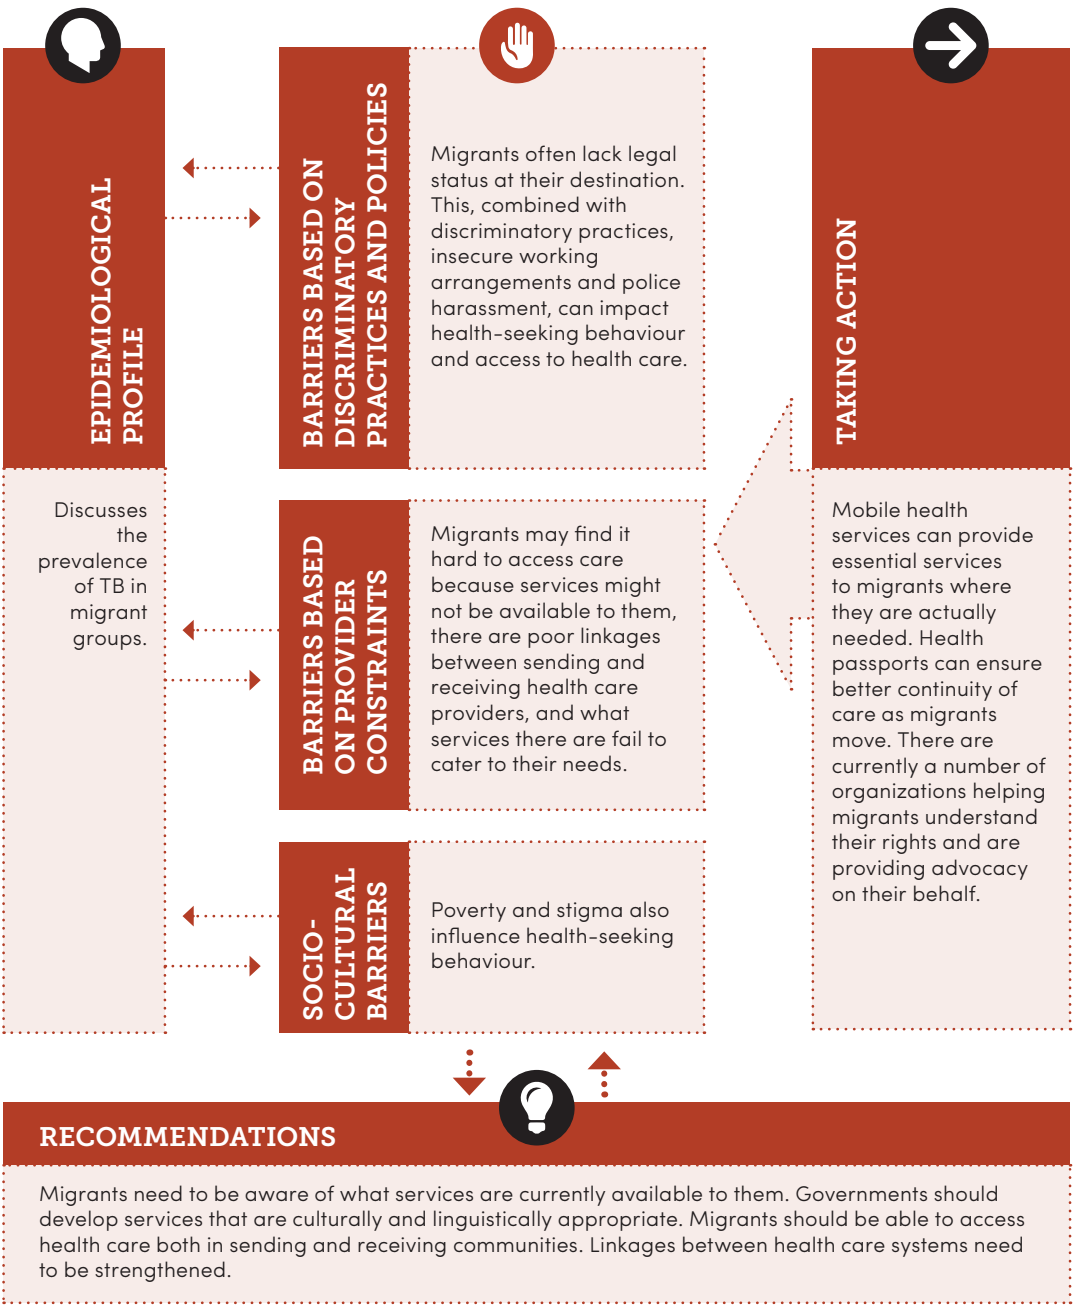 EPIDEMIOLOGICAL
PROFILE
Discusses
the
prevalence
of TB in
migrant
groups.
BARRIERS BASED ON
DISCRIMINATORY
PRACTICES AND POLICIES
Migrants often lack legal
status at their destination.
This, combined with
discriminatory practices,
insecure working
arrangements and police
harassment, can impact
health-seeking behaviour
and access to health care.
BARRIERS BASED
ON PROVIDER
CONSTRAINTS
Migrants may find it
hard to access care
because services might
not be available to them,
there are poor linkages
between sending and
receiving health care
providers, and what
services there are fail to
cater to their needs.
SOCIO-
CULTURAL
BARRIERS
Poverty and stigma also
influence health-seeking
behaviour.
TAKING ACTION
Mobile health
services can provide
essential services
to migrants where
they are actually
needed. Health
passports can ensure
better continuity of
care as migrants
move. There are
currently a number of
organizations helping
migrants understand
their rights and are
providing advocacy
on their behalf.
RECOMMENDATIONS
Migrants need to be aware of what services are currently available to them. Governments should
develop services that are culturally and linguistically appropriate. Migrants should be able to access
health care both in sending and receiving communities. Linkages between health care systems need
to be strengthened.